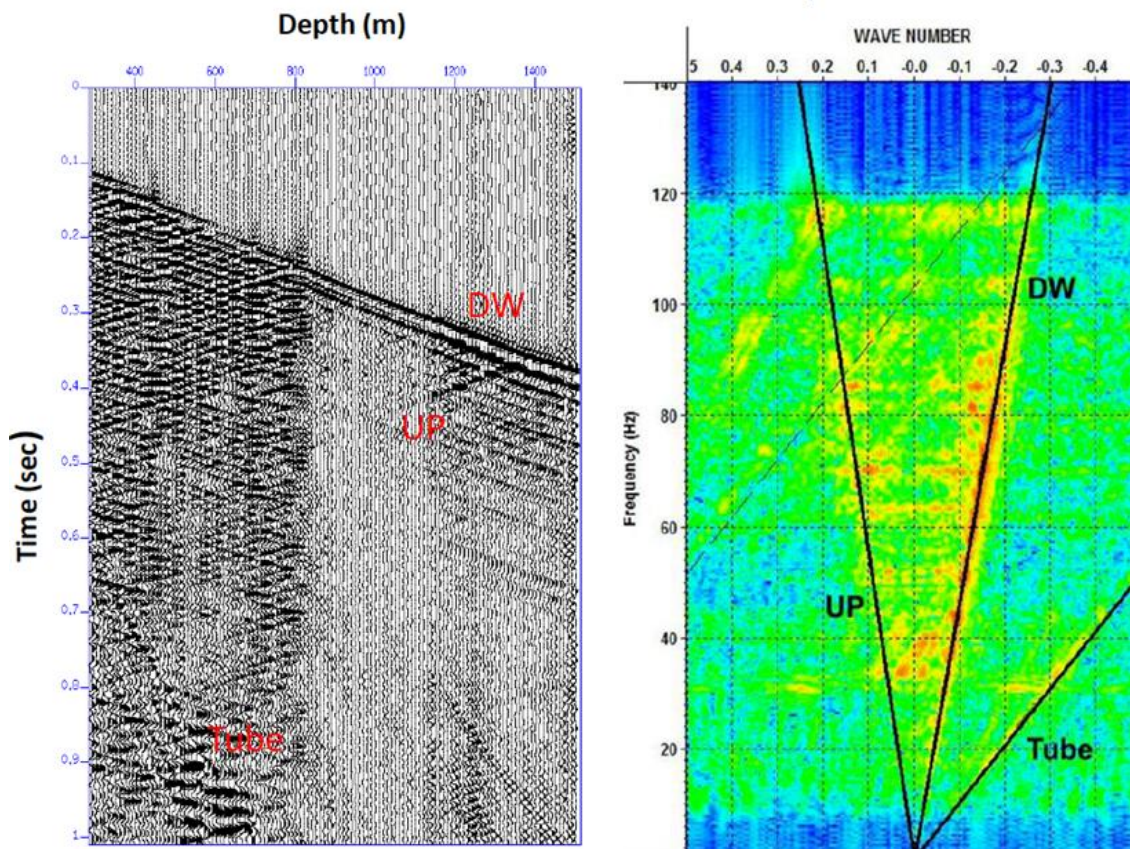 Depth (m)
400 600 800 1000 1200 1400
Time (sec)
0
0.1
0.2
0.3
0.4
0.5
0.6
0.7
0.8
0.9
1
DW
UP
Tube
WAVE NUMBER
5 0.4 0.3 0.2 0.1 -0.0 -0.1 -0.2 -0.3 -0.4
Frequency (Hz)
140
120
100
80
60
40
20
DW
UP
Tube